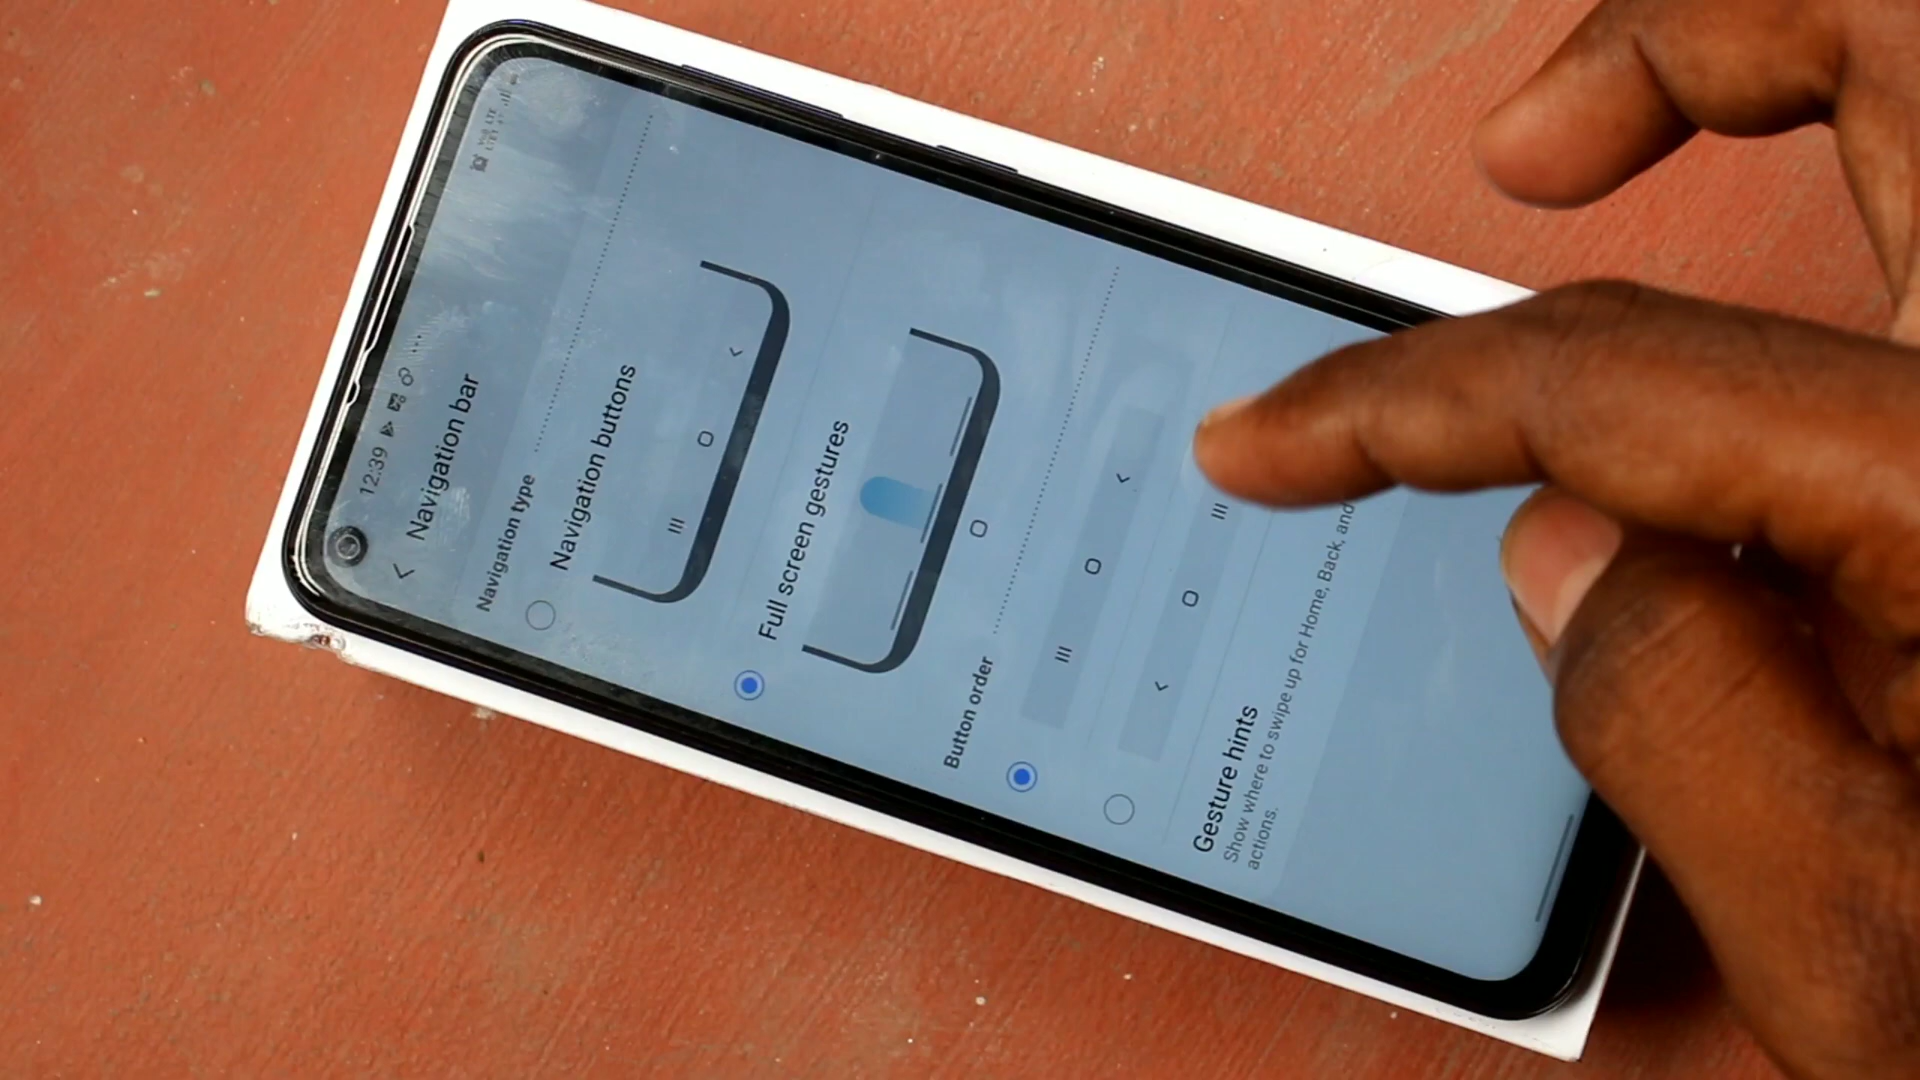 12:39
Navigation bar
Navigation type
Navigation buttons
Full screen gestures
Button order
Gesture hints
Show where to swipe up for Home, Back, and
actions.